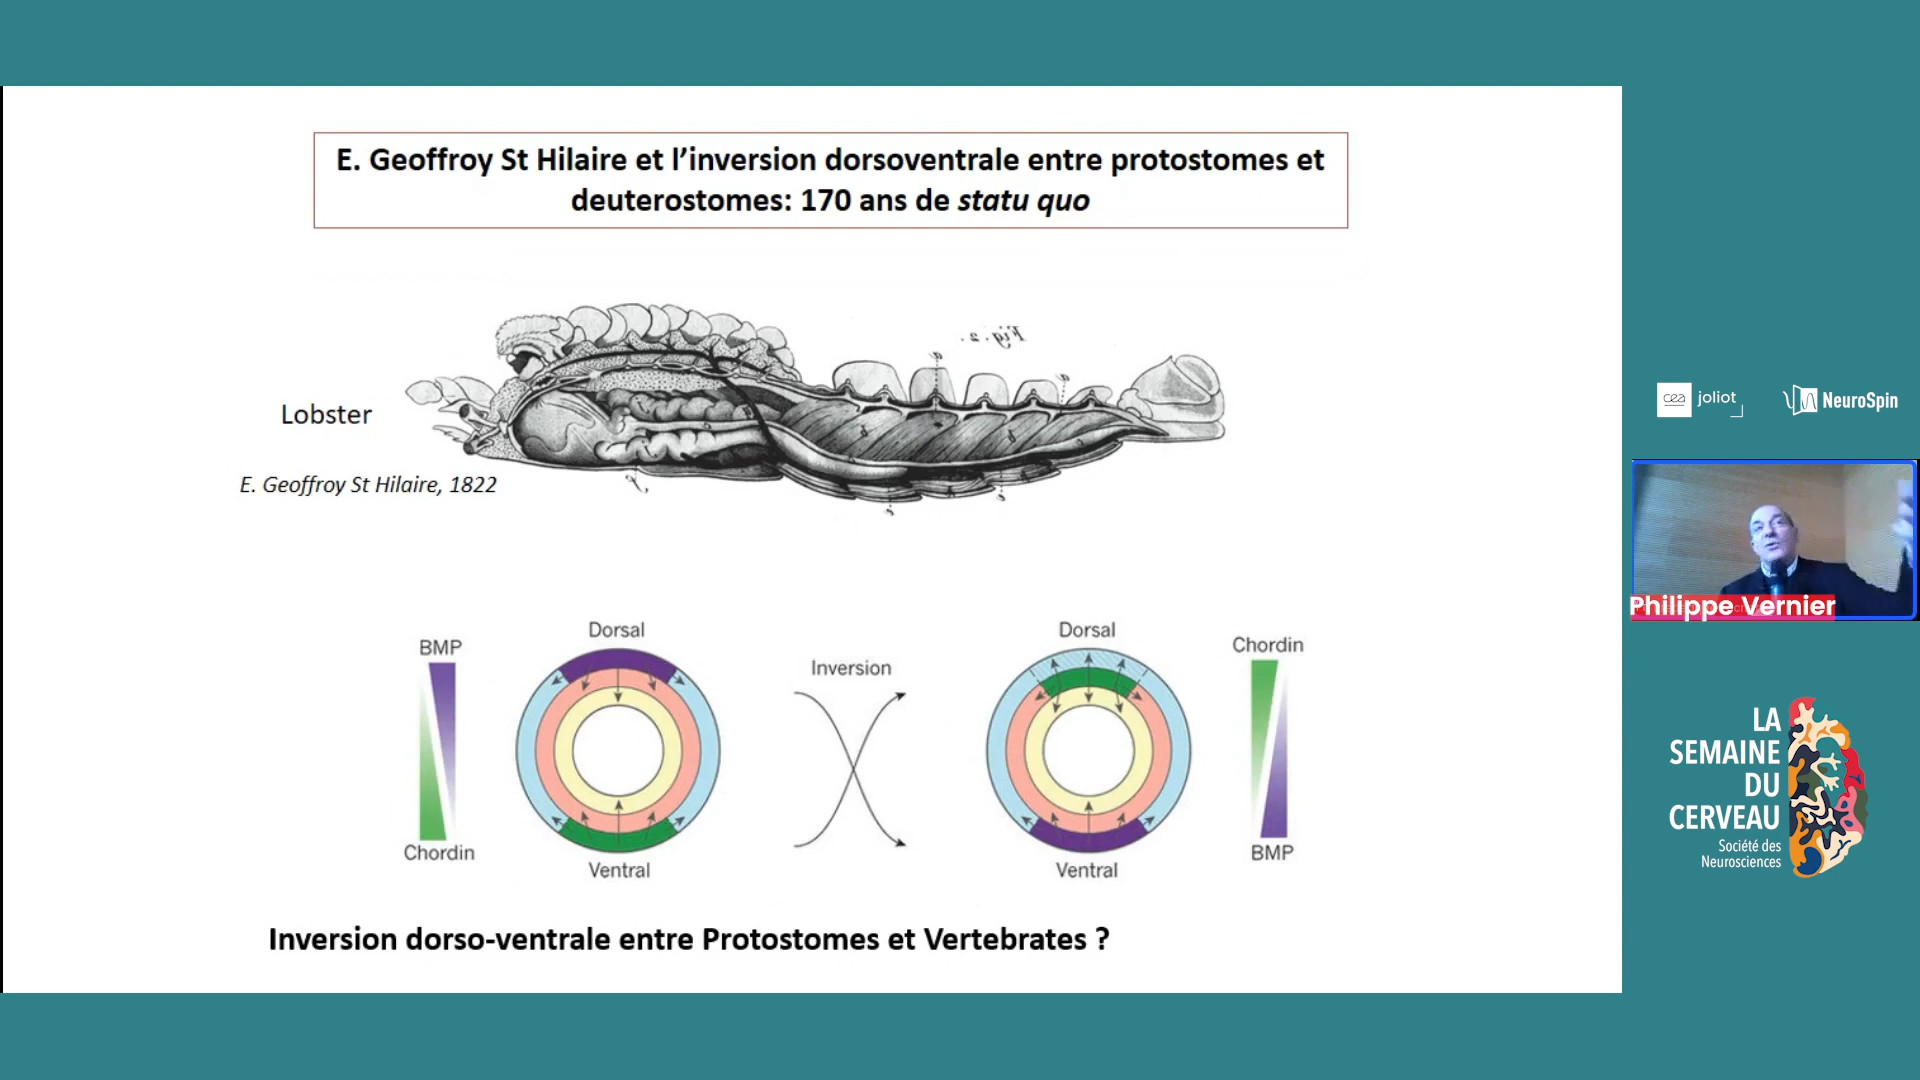 E. Geoffroy St Hilaire et l’inversion dorsoventrale entre protostomes et
deuterostomes: 170 ans de statu quo
Fig. 2.
Lobster
E. Geoffroy St Hilaire, 1822
BMP
Chordin
Dorsal
Ventral
Inversion
Dorsal
Ventral
Chordin
BMP
Inversion dorso-ventrale entre Protostomes et Vertebrates ?
cea joliot
NeuroSpin
Philippe Vernier
LA
SEMAINE
DU
CERVEAU
Société des
Neurosciences